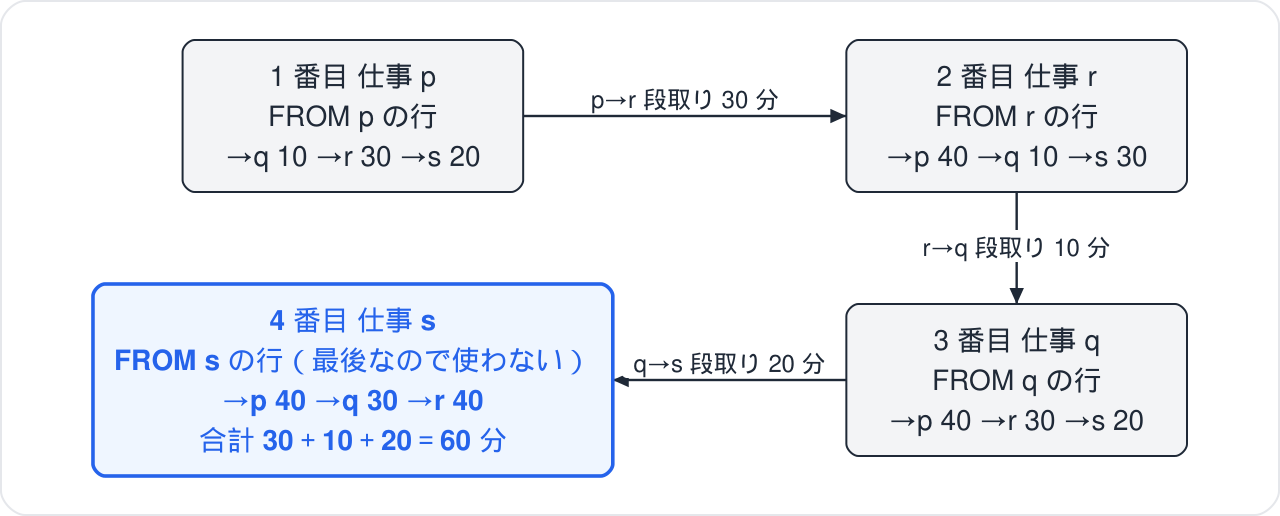 1 番目 仕事 p
FROM p の行
→q 10 →r 30 →s 20
p→r 段取り 30 分
2 番目 仕事 r
FROM r の行
→p 40 →q 10 →s 30
r→q 段取り 10 分
3 番目 仕事 q
FROM q の行
→p 40 →r 30 →s 20
q→s 段取り 20 分
4 番目 仕事 s
FROM s の行（最後なので使わない）
→p 40 →q 30 →r 40
合計 30 + 10 + 20 = 60 分